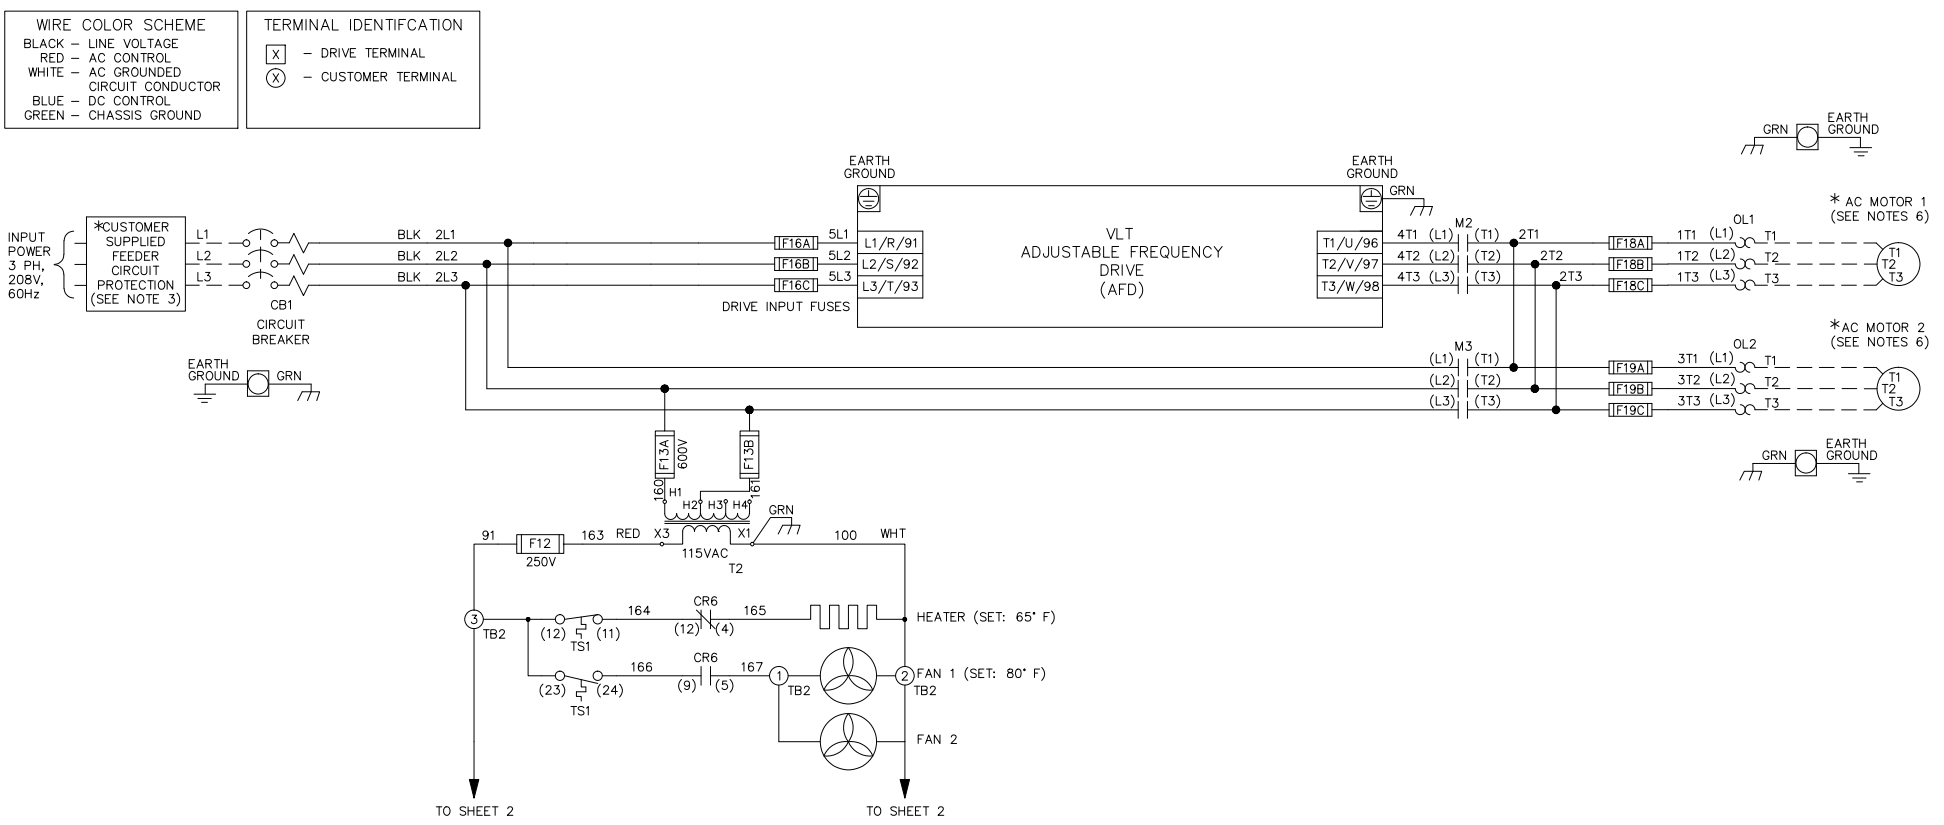 WIRE COLOR SCHEME
BLACK – LINE VOLTAGE
RED – AC CONTROL
WHITE – AC GROUNDED
CIRCUIT CONDUCTOR
BLUE – DC CONTROL
GREEN – CHASSIS GROUND
TERMINAL IDENTIFCATION
X – DRIVE TERMINAL
X – CUSTOMER TERMINAL
GRN
EARTH
GROUND
INPUT
POWER
3 PH,
208V,
60Hz
*CUSTOMER
SUPPLIED
FEEDER
CIRCUIT
PROTECTION
(SEE NOTE 3)
L1
L2
L3
CB1
CIRCUIT
BREAKER
BLK 2L1
BLK 2L2
BLK 2L3
F16A
F16B
F16C
5L1
5L2
5L3
DRIVE INPUT FUSES
EARTH
GROUND
L1/R/91
L2/S/92
L3/T/93
VLT
ADJUSTABLE FREQUENCY
DRIVE
(AFD)
EARTH
GROUND
GRN
T1/U/96
T2/V/97
T3/W/98
M2
4T1 (L1) (T1) 2T1
4T2 (L2) (T2) 2T2
4T3 (L3) (T3) 2T3
F18A
F18B
F18C
OL1
1T1 (L1) T1
1T2 (L2) T2
1T3 (L3) T3
* AC MOTOR 1
(SEE NOTES 6)
T1
T2
T3
EARTH
GROUND
GRN
M3
(L1) (T1)
(L2) (T2)
(L3) (T3)
F19A
F19B
F19C
OL2
3T1 (L1) T1
3T2 (L2) T2
3T3 (L3) T3
*AC MOTOR 2
(SEE NOTES 6)
T1
T2
T3
GRN
EARTH
GROUND
F13A
600V
F13B
160
161
H1
H2
H3
H4
GRN
91
F12
250V
163
RED
X3
X1
115VAC
T2
100
WHT
3
TB2
(12)
(11)
TS1
164
CR6
(12)
(4)
165
HEATER (SET: 65° F)
(23)
(24)
TS1
166
CR6
(9)
(5)
167
1
TB2
2
TB2
FAN 1 (SET: 80° F)
FAN 2
TO SHEET 2
TO SHEET 2